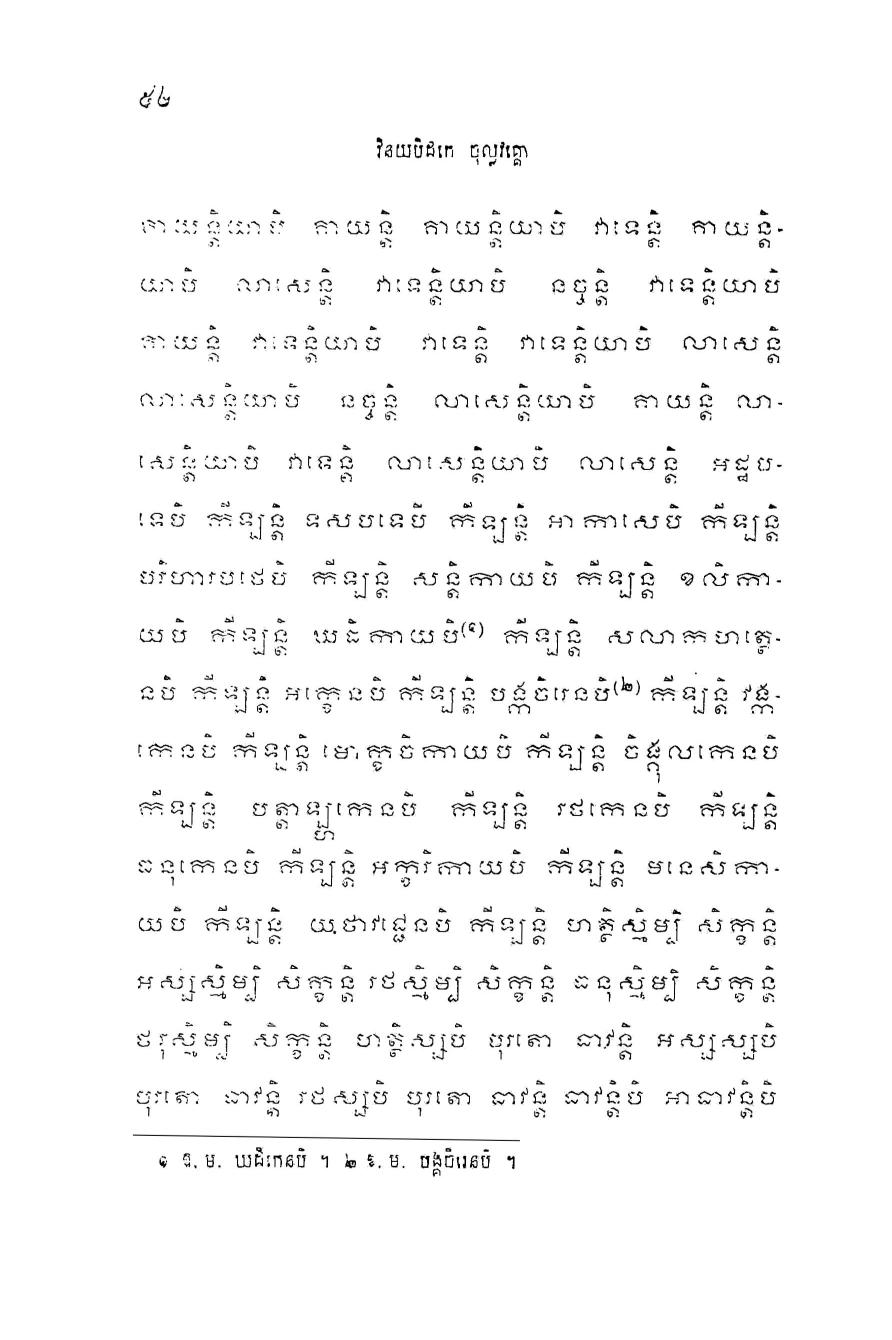 ៥៤
វិនយបិដកេ ចុល្លវគ្គោ
គាយន្តិយាបិ គាយន្តិ គាយន្តិយាបិ វាទេន្តិ គាយន្តិ-
យាបិ លាសេន្តិ វាទេន្តិយាបិ នច្ចន្តិ វាទេន្តិយាបិ
គាយន្តិ វាទេន្តិយាបិ វាទេន្តិ វាទេន្តិយាបិ លាសេន្តិ
លាសេន្តិយាបិ នច្ចន្តិ លាសេន្តិយាបិ គាយន្តិ លា-
សេន្តិយាបិ វាទេន្តិ លាសេន្តិយាបិ លាសេន្តិ អដ្ឋប-
ទេបិ កីឡន្តិ ទសបទេបិ កីឡន្តិ អាកាសេបិ កីឡន្តិ
បរិហារបថេបិ កីឡន្តិ សន្តិកាយបិ កីឡន្តិ ខលិកា-
យបិ កីឡន្តិ ឃដិកាយបិ(១) កីឡន្តិ សលាកហត្ថេ-
នបិ កីឡន្តិ អក្ខេនបិ កីឡន្តិ បង្កចិរេនបិ(២) កីឡន្តិ វង្ក-
កេនបិ កីឡន្តិ មោក្ខចិកាយបិ កីឡន្តិ ចិង្គុលកេនបិ
កីឡន្តិ បត្តាឡ្ហកេនបិ កីឡន្តិ រថកេនបិ កីឡន្តិ
ធនុកេនបិ កីឡន្តិ អក្ខរិកាយបិ កីឡន្តិ មនេសិកា-
យបិ កីឡន្តិ យថាវជ្ជេនបិ កីឡន្តិ ហត្ថិស្មិម្បិ សិក្ខន្តិ
អស្សស្មិម្បិ សិក្ខន្តិ រថស្មិម្បិ សិក្ខន្តិ ធនុស្មិម្បិ សិក្ខន្តិ
ថរុស្មិម្បិ សិក្ខន្តិ ហត្ថិស្សបិ បុរតោ ធាវន្តិ អស្សស្សបិ
បុរតោ ធាវន្តិ រថស្សបិ បុរតោ ធាវន្តិ ធាវន្តិបិ អាធាវន្តិបិ
១ ឱ. ម. ឃដិកេនបិ ។ ២ ឱ. ម. បង្គចិរេនបិ ។